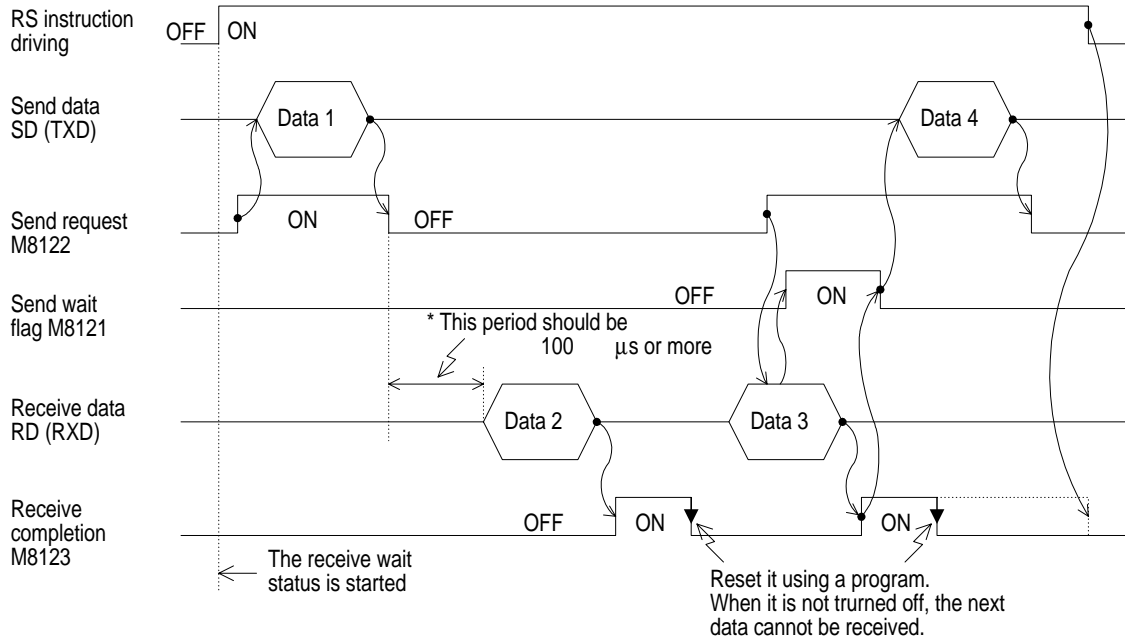 RS instruction
driving
OFF
ON
Send data
SD (TXD)
Data 1
Data 4
Send request
M8122
ON
OFF
Send wait
flag M8121
OFF
ON
* This period should be
100 μs or more
Receive data
RD (RXD)
Data 2
Data 3
Receive
completion
M8123
OFF
ON
ON
The receive wait
status is started
Reset it using a program.
When it is not trurned off, the next
data cannot be received.